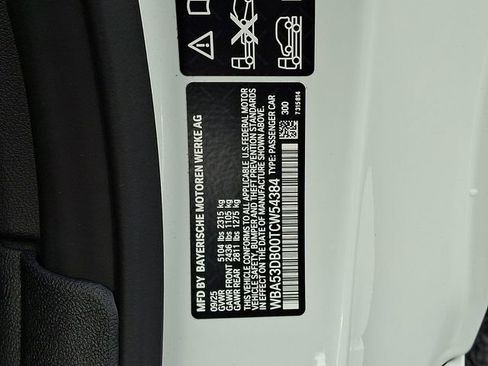 MFD BY BAYERISCHE MOTOREN WERKE AG
09/25
GVWR 5104 lbs 2315 kg
GAWR FRONT 2436 lbs 1105 kg
GAWR REAR 2811 lbs 1275 kg
THIS VEHICLE CONFORMS TO ALL APPLICABLE U.S. FEDERAL MOTOR
VEHICLE SAFETY, BUMPER AND THEFT PREVENTION STANDARDS
IN EFFECT ON THE DATE OF MANUFACTURE SHOWN ABOVE.
WBA53DB00TCW54384 TYPE: PASSENGER CAR
300
7 315 814